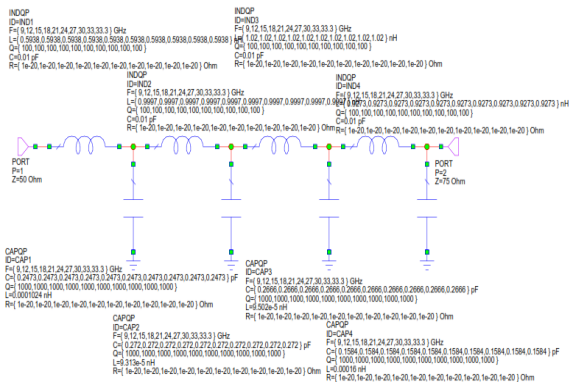 INDQP
ID=IND1
F={ 9,12,15,18,21,24,27,30,33,33.3 } GHz
L={ 0.5938,0.5938,0.5938,0.5938,0.5938,0.5938,0.5938,0.5938,0.5938,0.5938 }
Q={ 100,100,100,100,100,100,100,100,100,100 }
C=0.01 pF
R={ 1e-20,1e-20,1e-20,1e-20,1e-20,1e-20,1e-20,1e-20,1e-20,1e-20 } Ohm
INDQP
ID=IND3
F={ 9,12,15,18,21,24,27,30,33,33.3 } GHz
L={ 1.02,1.02,1.02,1.02,1.02,1.02,1.02,1.02,1.02,1.02 } nH
Q={ 100,100,100,100,100,100,100,100,100,100 }
C=0.01 pF
R={ 1e-20,1e-20,1e-20,1e-20,1e-20,1e-20,1e-20,1e-20,1e-20,1e-20 } Ohm
INDQP
ID=IND2
F={ 9,12,15,18,21,24,27,30,33,33.3 } GHz
L={ 0.9997,0.9997,0.9997,0.9997,0.9997,0.9997,0.9997,0.9997,0.9997,0.9997
Q={ 100,100,100,100,100,100,100,100,100,100 }
C=0.01 pF
R={ 1e-20,1e-20,1e-20,1e-20,1e-20,1e-20,1e-20,1e-20,1e-20,1e-20 } Ohm
INDQP
ID=IND4
F={ 9,12,15,18,21,24,27,30,33,33.3 } GHz
0.9273,0.9273,0.9273,0.9273,0.9273,0.9273,0.9273,0.9273,0.9273 } nH
Q={ 100,100,100,100,100,100,100,100,100,100 }
C=0.01 pF
R={ 1e-20,1e-20,1e-20,1e-20,1e-20,1e-20,1e-20,1e-20,1e-20,1e-20 } Ohm
PORT
P=1
Z=50 Ohm
PORT
P=2
Z=75 Ohm
CAPQP
ID=CAP1
F={ 9,12,15,18,21,24,27,30,33,33.3 } GHz
C={ 0.2473,0.2473,0.2473,0.2473,0.2473,0.2473,0.2473,0.2473,0.2473,0.2473 } pF
Q={ 1000,1000,1000,1000,1000,1000,1000,1000,1000,1000 }
L=0.0001024 nH
R={ 1e-20,1e-20,1e-20,1e-20,1e-20,1e-20,1e-20,1e-20,1e-20,1e-20 } Ohm
CAPQP
ID=CAP3
F={ 9,12,15,18,21,24,27,30,33,33.3 } GHz
C={ 0.2666,0.2666,0.2666,0.2666,0.2666,0.2666,0.2666,0.2666,0.2666,0.2666 } pF
Q={ 1000,1000,1000,1000,1000,1000,1000,1000,1000,1000 }
L=9.502e-5 nH
R={ 1e-20,1e-20,1e-20,1e-20,1e-20,1e-20,1e-20,1e-20,1e-20,1e-20 } Ohm
CAPQP
ID=CAP2
F={ 9,12,15,18,21,24,27,30,33,33.3 } GHz
C={ 0.272,0.272,0.272,0.272,0.272,0.272,0.272,0.272,0.272,0.272 } pF
Q={ 1000,1000,1000,1000,1000,1000,1000,1000,1000,1000 }
L=9.313e-5 nH
R={ 1e-20,1e-20,1e-20,1e-20,1e-20,1e-20,1e-20,1e-20,1e-20,1e-20 } Ohm
CAPQP
ID=CAP4
F={ 9,12,15,18,21,24,27,30,33,33.3 } GHz
C={ 0.1584,0.1584,0.1584,0.1584,0.1584,0.1584,0.1584,0.1584,0.1584,0.1584 } pF
Q={ 1000,1000,1000,1000,1000,1000,1000,1000,1000,1000 }
L=0.00016 nH
R={ 1e-20,1e-20,1e-20,1e-20,1e-20,1e-20,1e-20,1e-20,1e-20,1e-20 } Ohm